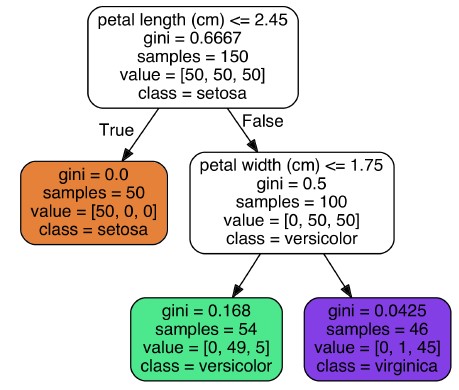 petal length (cm) <= 2.45
gini = 0.6667
samples = 150
value = [50, 50, 50]
class = setosa
True
False
gini = 0.0
samples = 50
value = [50, 0, 0]
class = setosa
petal width (cm) <= 1.75
gini = 0.5
samples = 100
value = [0, 50, 50]
class = versicolor
gini = 0.168
samples = 54
value = [0, 49, 5]
class = versicolor
gini = 0.0425
samples = 46
value = [0, 1, 45]
class = virginica